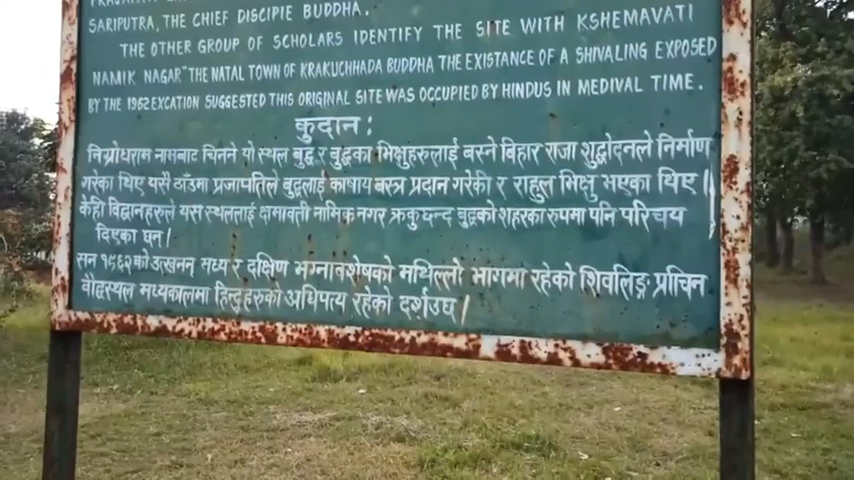 SARIPUTRA, THE CHIEF DISCIPIE BUDDHA.
THE OTHER GROUP OF SCHOLARS IDENTIFY THE SITE WITH KSHEMAVATI
NAMIK NAGAR "THE NATAL TOWN OF KRAKUCHHADA BUDDHA THE EXISTANCE OF A SHIVALING EXPOSED
BY THE 1962 EXCATION SUGGESTED THIS ORIGINAL SITE WAS OCCUPIED BY HINDUS IN MEDIVAL TIME.
कुदान :
निग्रोधाराम नामबाट चिनिने यो स्थल बुद्ध र बुद्धका भिक्षुहरुलाई बस्ने बिहार राजा शुद्धोदनले निर्माण
गरेका थिए यसै ठाँउमा प्रजापतिले बुद्धलाई काषाय बस्त्र प्रदान गरेकी र राहुल भिक्षु भएका थिए ।
केही विद्वानहरुले यस स्थललाई क्षमावती नामिक नगर क्रकुचन्द बुद्धको शहरका रुपमा पनि परिचय
दिएका छन ।
सन १९६२ को उत्खनन् मध्य र दक्षिण भग्नावशेषको माथिल्लो भागमा रहेको शिवलिङ्ग प्राचिन
वौद्धस्थल मध्यकालमा हिन्दुहरुको अधिपत्य रहेको दर्शाउछ ।